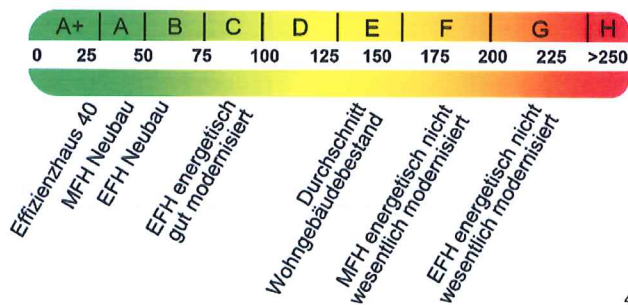 A+ A B C D E F G H
0 25 50 75 100 125 150 175 200 225 >250
Effizienzhaus 40
MFH Neubau
EFH Neubau
EFH energetisch
gut modernisiert
Durchschnitt
Wohngebäudebestand
MFH energetisch nicht
wesentlich modernisiert
EFH energetisch nicht
wesentlich modernisiert